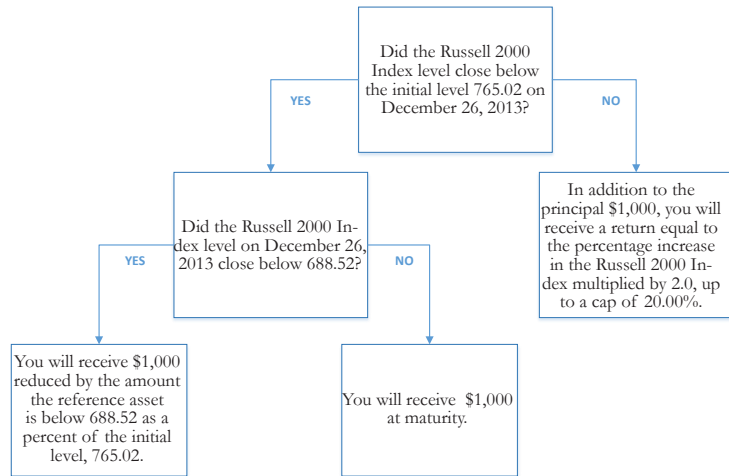 Did the Russell 2000
Index level close below
the initial level 765.02 on
December 26, 2013?
YES
NO
Did the Russell 2000 In-
dex level on December 26,
2013 close below 688.52?
In addition to the
principal $1,000, you will
receive a return equal to
the percentage increase
in the Russell 2000 In-
dex multiplied by 2.0, up
to a cap of 20.00%.
YES
NO
You will receive $1,000
reduced by the amount
the reference asset
is below 688.52 as a
percent of the initial
level, 765.02.
You will receive $1,000
at maturity.